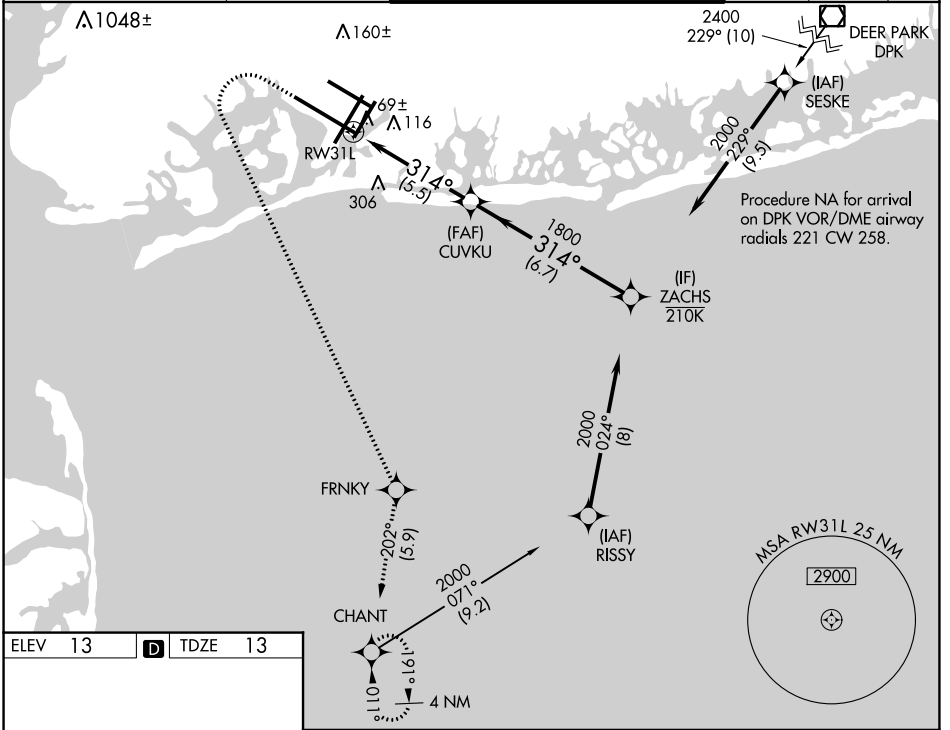 1048±
160±
2400
229° (10)
DEER PARK
DPK
(IAF)
SESKE
2000
229°
(9.5)
69±
116
RW31L
314°
(5.5)
306
(FAF)
CUVKU
1800
314°
(6.7)
Procedure NA for arrival
on DPK VOR/DME airway
radials 221 CW 258.
(IF)
ZACHS
210K
2000
024°
(8)
FRNKY
202°
(5.9)
(IAF)
RISSY
2000
071°
(9.2)
CHANT
161°
011°
4 NM
MSA RW31L 25 NM
2900
ELEV 13
D
TDZE 13